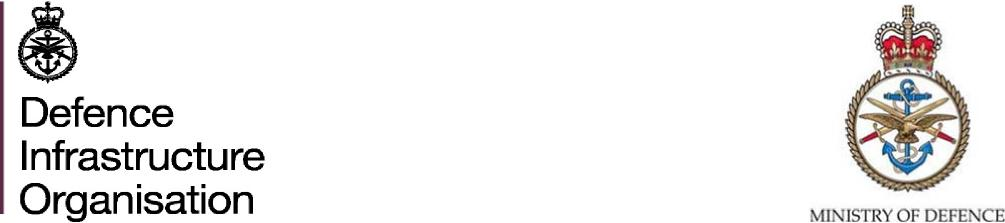 Defence
Infrastructure
Organisation
MINISTRY OF DEFENCE